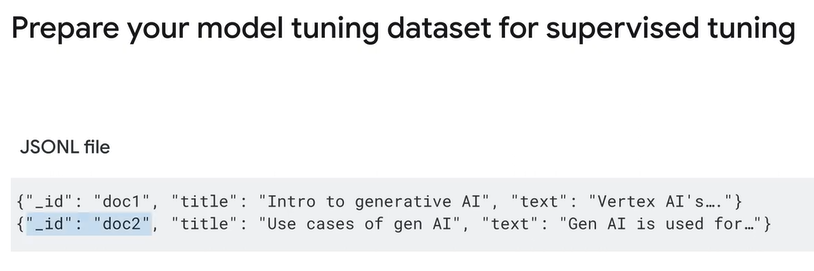 Prepare your model tuning dataset for supervised tuning
JSONL file
{"_id": "doc1", "title": "Intro to generative AI", "text": "Vertex AI's…."}
{"_id": "doc2", "title": "Use cases of gen AI", "text": "Gen AI is used for…"}